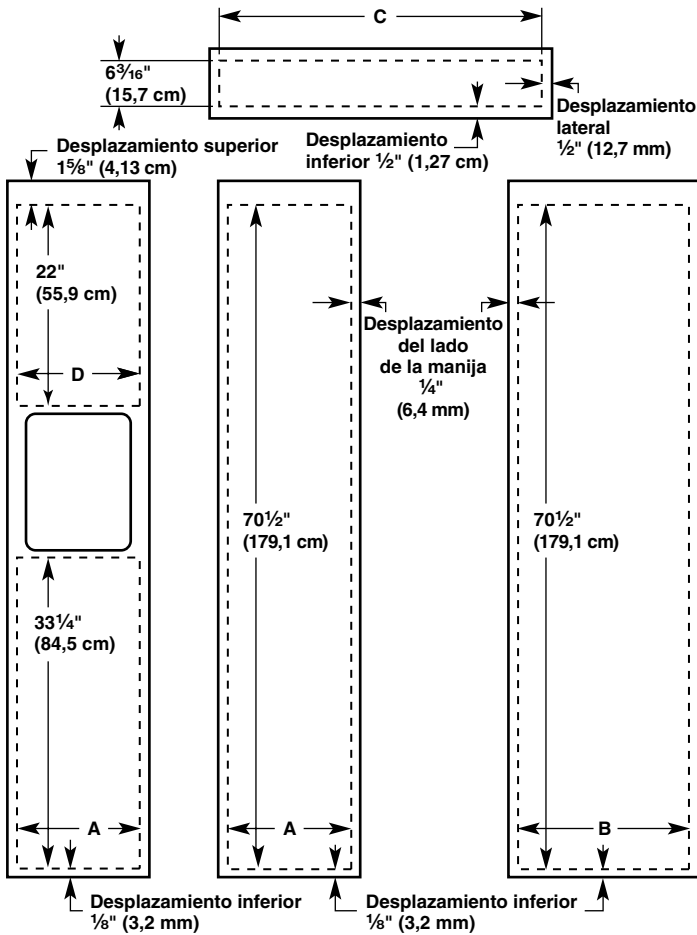 C
6 3/16"
(15,7 cm)
Desplazamiento
lateral
½" (12,7 mm)
Desplazamiento
inferior ½" (1,27 cm)
Desplazamiento superior
1⅝" (4,13 cm)
22"
(55,9 cm)
D
Desplazamiento
del lado
de la manija
¼"
(6,4 mm)
70½"
(179,1 cm)
70½"
(179,1 cm)
33¼"
(84,5 cm)
A
A
B
Desplazamiento inferior
⅛" (3,2 mm)
Desplazamiento inferior
⅛" (3,2 mm)